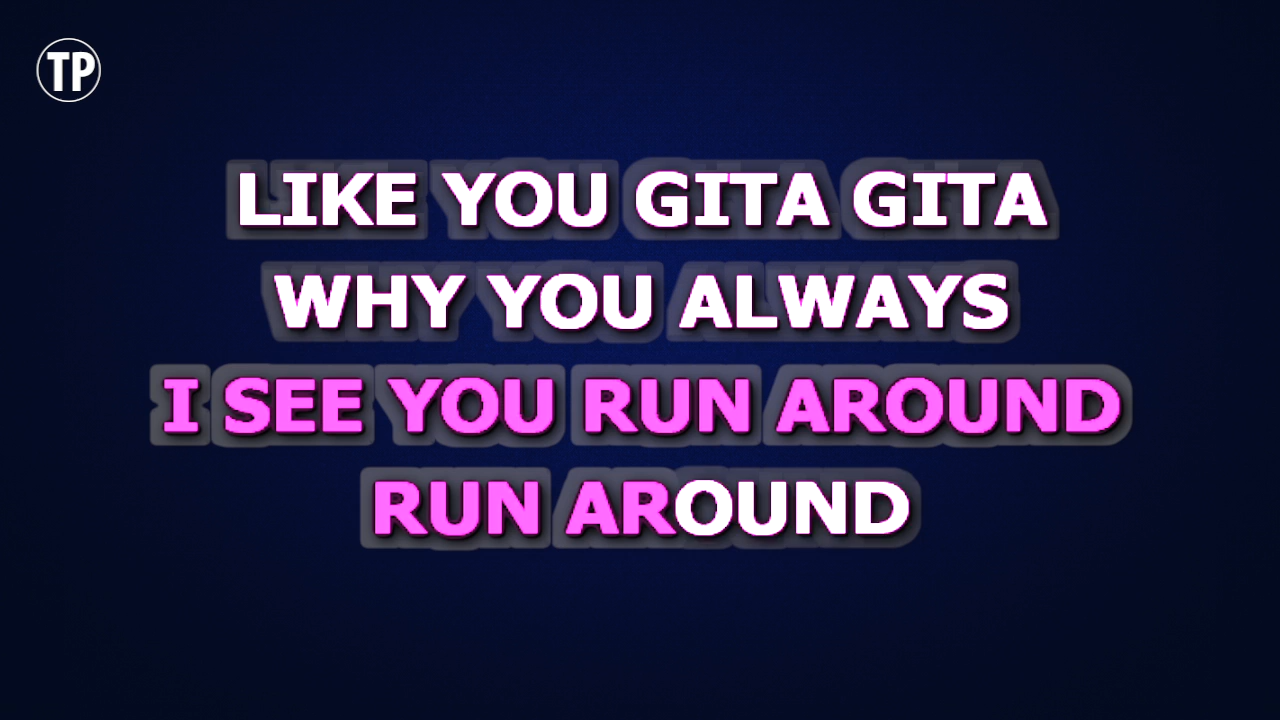 TP
LIKE YOU GITA GITA
WHY YOU ALWAYS
I SEE YOU RUN AROUND
RUN AROUND